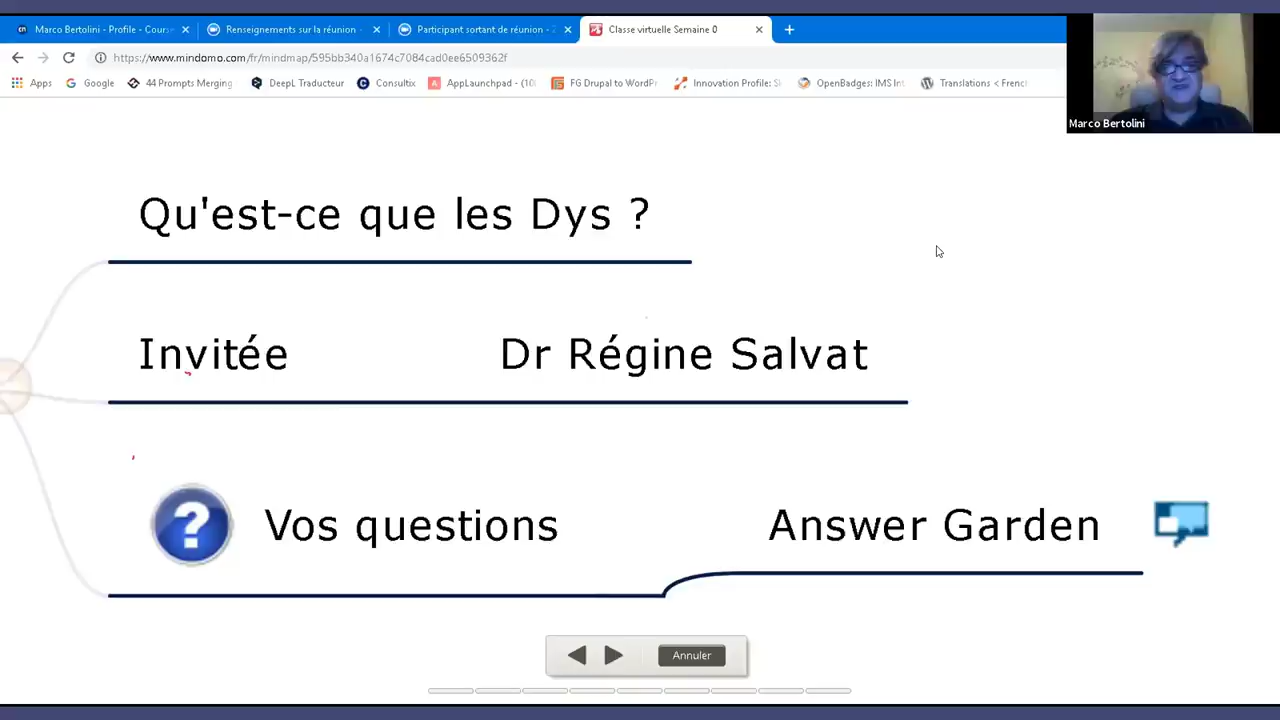 Marco Bertolini - Profile - Course
Renseignements sur la réunion -
Participant sortant de réunion - Z
Classe virtuelle Semaine 0
https://www.mindomo.com/fr/mindmap/595bb340a1674c7084cad0ee6509362f
Apps
Google
44 Prompts Merging
DeepL Traducteur
Consultix
AppLaunchpad - (10
FG Drupal to WordPr
Innovation Profile: Sk
OpenBadges: IMS Int
Translations < French
Marco Bertolini
Qu'est-ce que les Dys ?
Invitée Dr Régine Salvat
Vos questions Answer Garden
Annuler